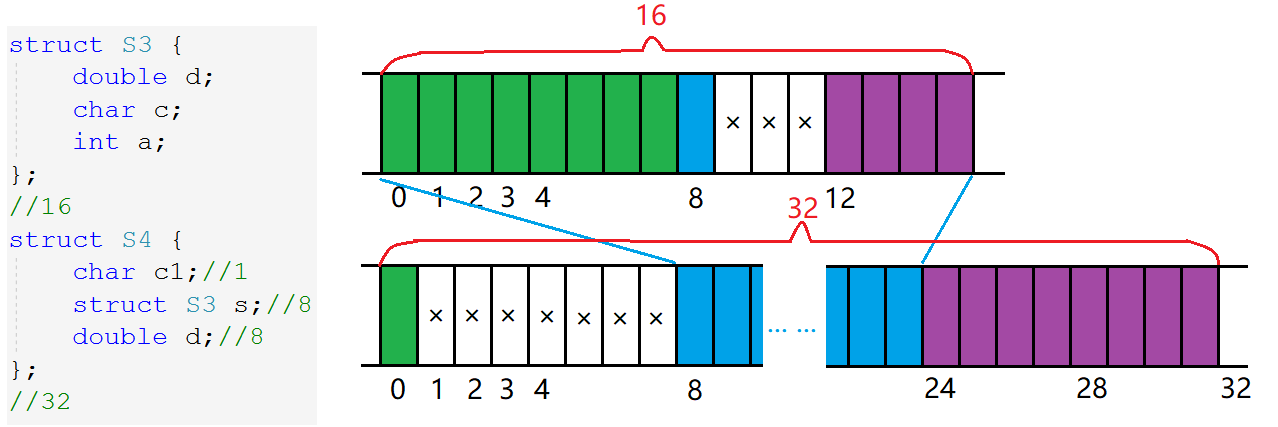 struct S3 {
    double d;
    char c;
    int a;
};
//16
struct S4 {
    char c1;//1
    struct S3 s;//8
    double d;//8
};
//32
16
× × ×
0 1 2 3 4 8 12
32
× × × × × × × ... ...
0 1 2 3 4 8 24 28 32